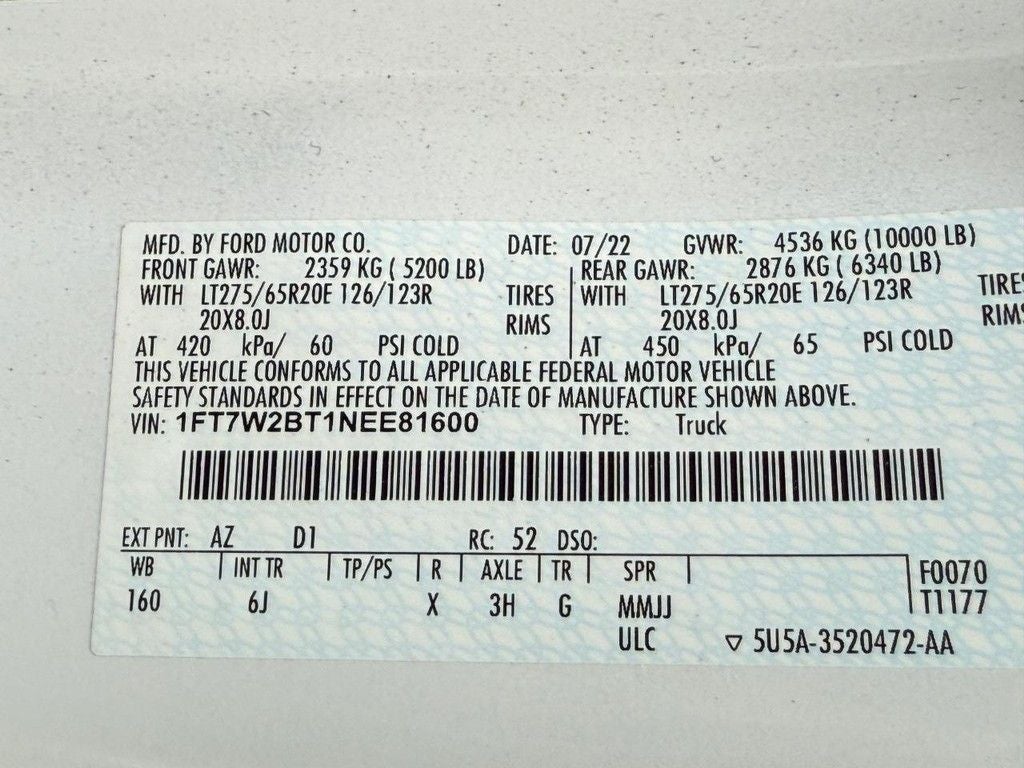 MFD. BY FORD MOTOR CO. DATE: 07/22 GVWR: 4536 KG (10000 LB)
FRONT GAWR: 2359 KG ( 5200 LB) REAR GAWR: 2876 KG ( 6340 LB)
WITH LT275/65R20E 126/123R TIRES WITH LT275/65R20E 126/123R TIRES
20X8.0J RIMS 20X8.0J RIMS
AT 420 kPa/ 60 PSI COLD AT 450 kPa/ 65 PSI COLD
THIS VEHICLE CONFORMS TO ALL APPLICABLE FEDERAL MOTOR VEHICLE
SAFETY STANDARDS IN EFFECT ON THE DATE OF MANUFACTURE SHOWN ABOVE.
VIN: 1FT7W2BT1NEE81600 TYPE: Truck
EXT PNT: AZ D1 RC: 52 DSO:
WB INT TR TP/PS R AXLE TR SPR F0070
160 6J X 3H G MMJJ T1177
ULC ▽ 5U5A-3520472-AA